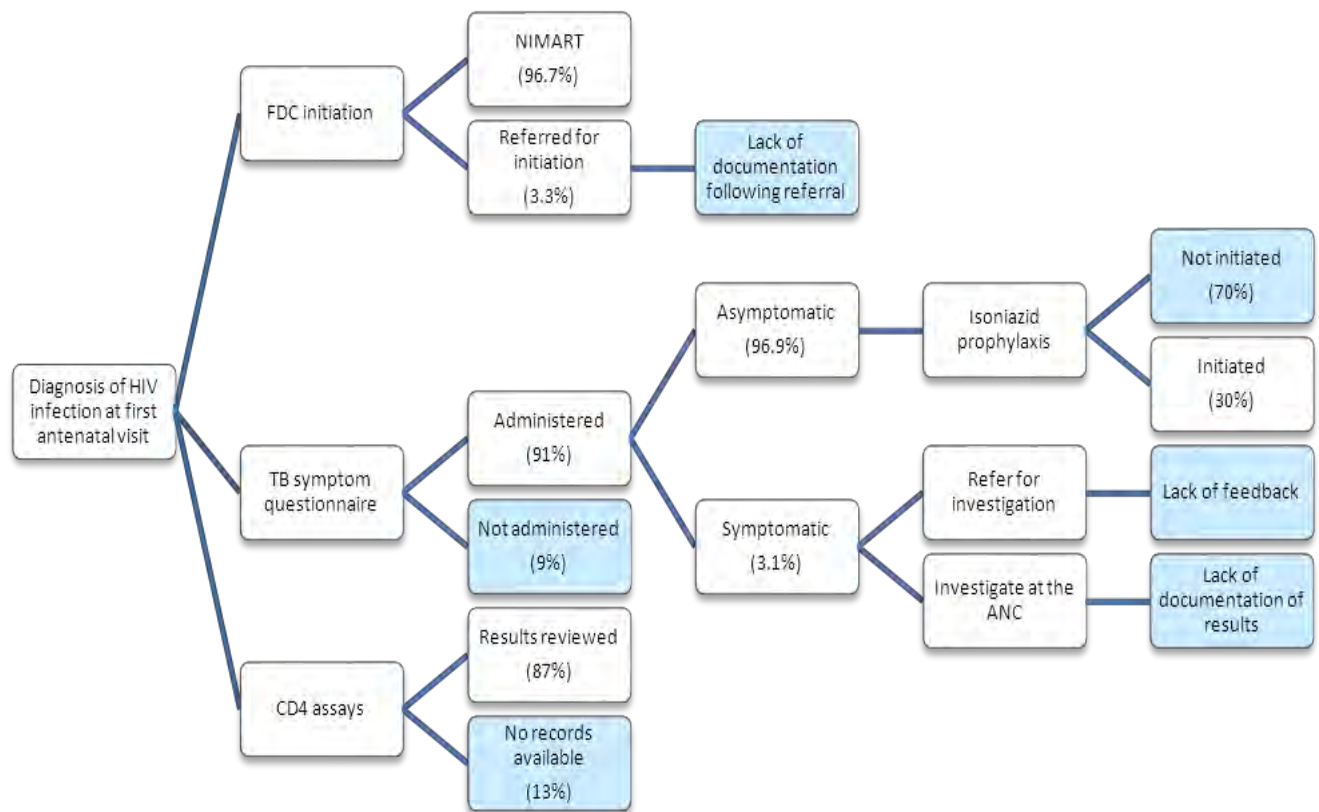 Diagnosis of HIV
infection at first
antenatal visit
FDC initiation
NIMART
(96.7%)
Referred for
initiation
(3.3%)
Lack of
documentation
following referral
TB symptom
questionnaire
Administered
(91%)
Asymptomatic
(96.9%)
Isoniazid
prophylaxis
Not initiated
(70%)
Initiated
(30%)
Symptomatic
(3.1%)
Refer for
investigation
Lack of feedback
Investigate at the
ANC
Lack of
documentation of
results
Not administered
(9%)
CD4 assays
Results reviewed
(87%)
No records
available
(13%)